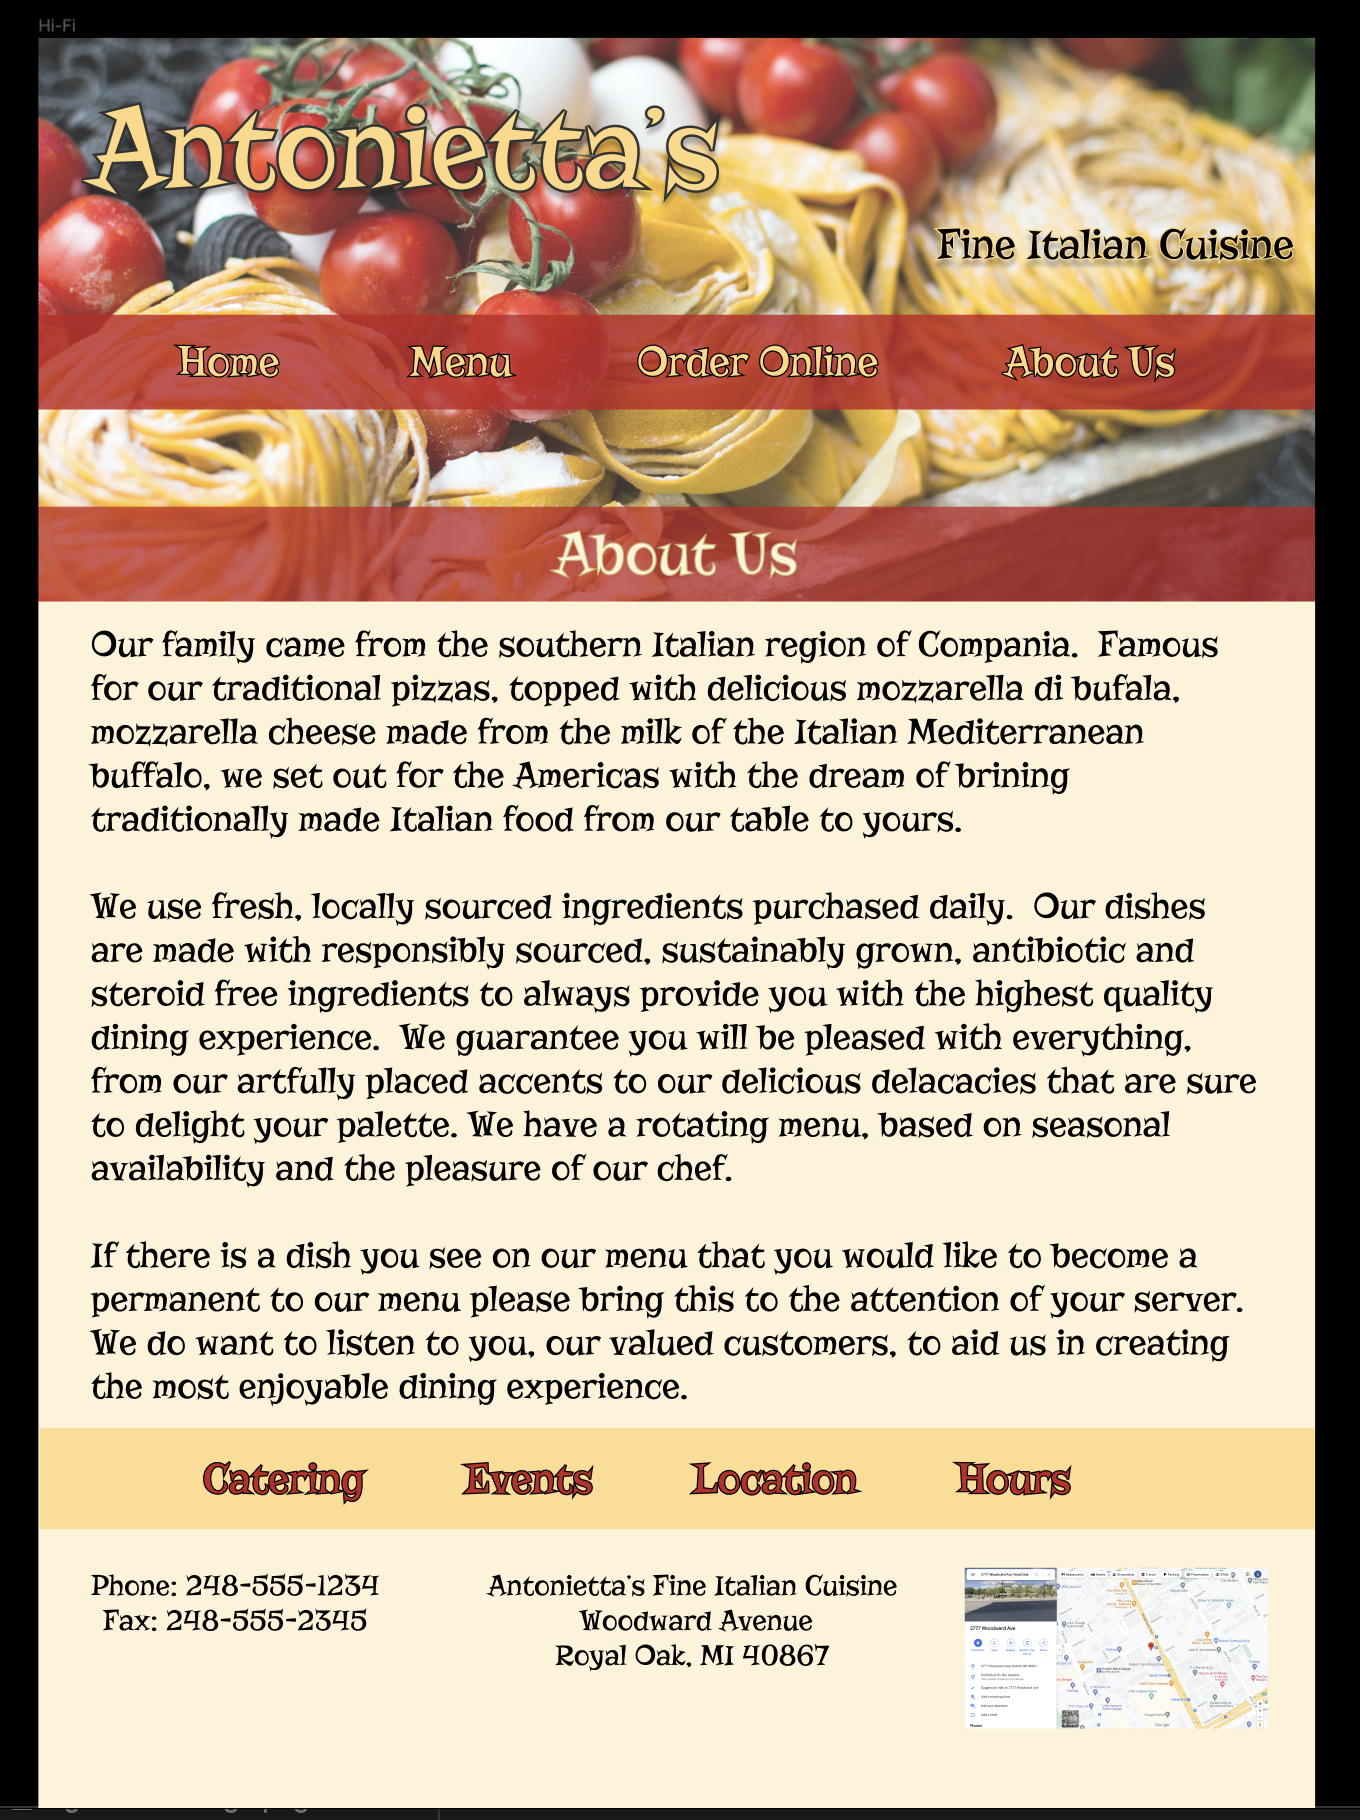 Hi-Fi
Antonietta's
Fine Italian Cuisine
Home Menu Order Online About Us
About Us
Our family came from the southern Italian region of Compania.  Famous
for our traditional pizzas, topped with delicious mozzarella di bufala,
mozzarella cheese made from the milk of the Italian Mediterranean
buffalo, we set out for the Americas with the dream of brining
traditionally made Italian food from our table to yours.
We use fresh, locally sourced ingredients purchased daily.  Our dishes
are made with responsibly sourced, sustainably grown, antibiotic and
steroid free ingredients to always provide you with the highest quality
dining experience.  We guarantee you will be pleased with everything,
from our artfully placed accents to our delicious delacacies that are sure
to delight your palette. We have a rotating menu, based on seasonal
availability and the pleasure of our chef.
If there is a dish you see on our menu that you would like to become a
permanent to our menu please bring this to the attention of your server.
We do want to listen to you, our valued customers, to aid us in creating
the most enjoyable dining experience.
Catering Events Location Hours
Phone: 248-555-1234
Fax: 248-555-2345
Antonietta's Fine Italian Cuisine
Woodward Avenue
Royal Oak, MI 40867
2777 Woodward Ave
Photos
Google